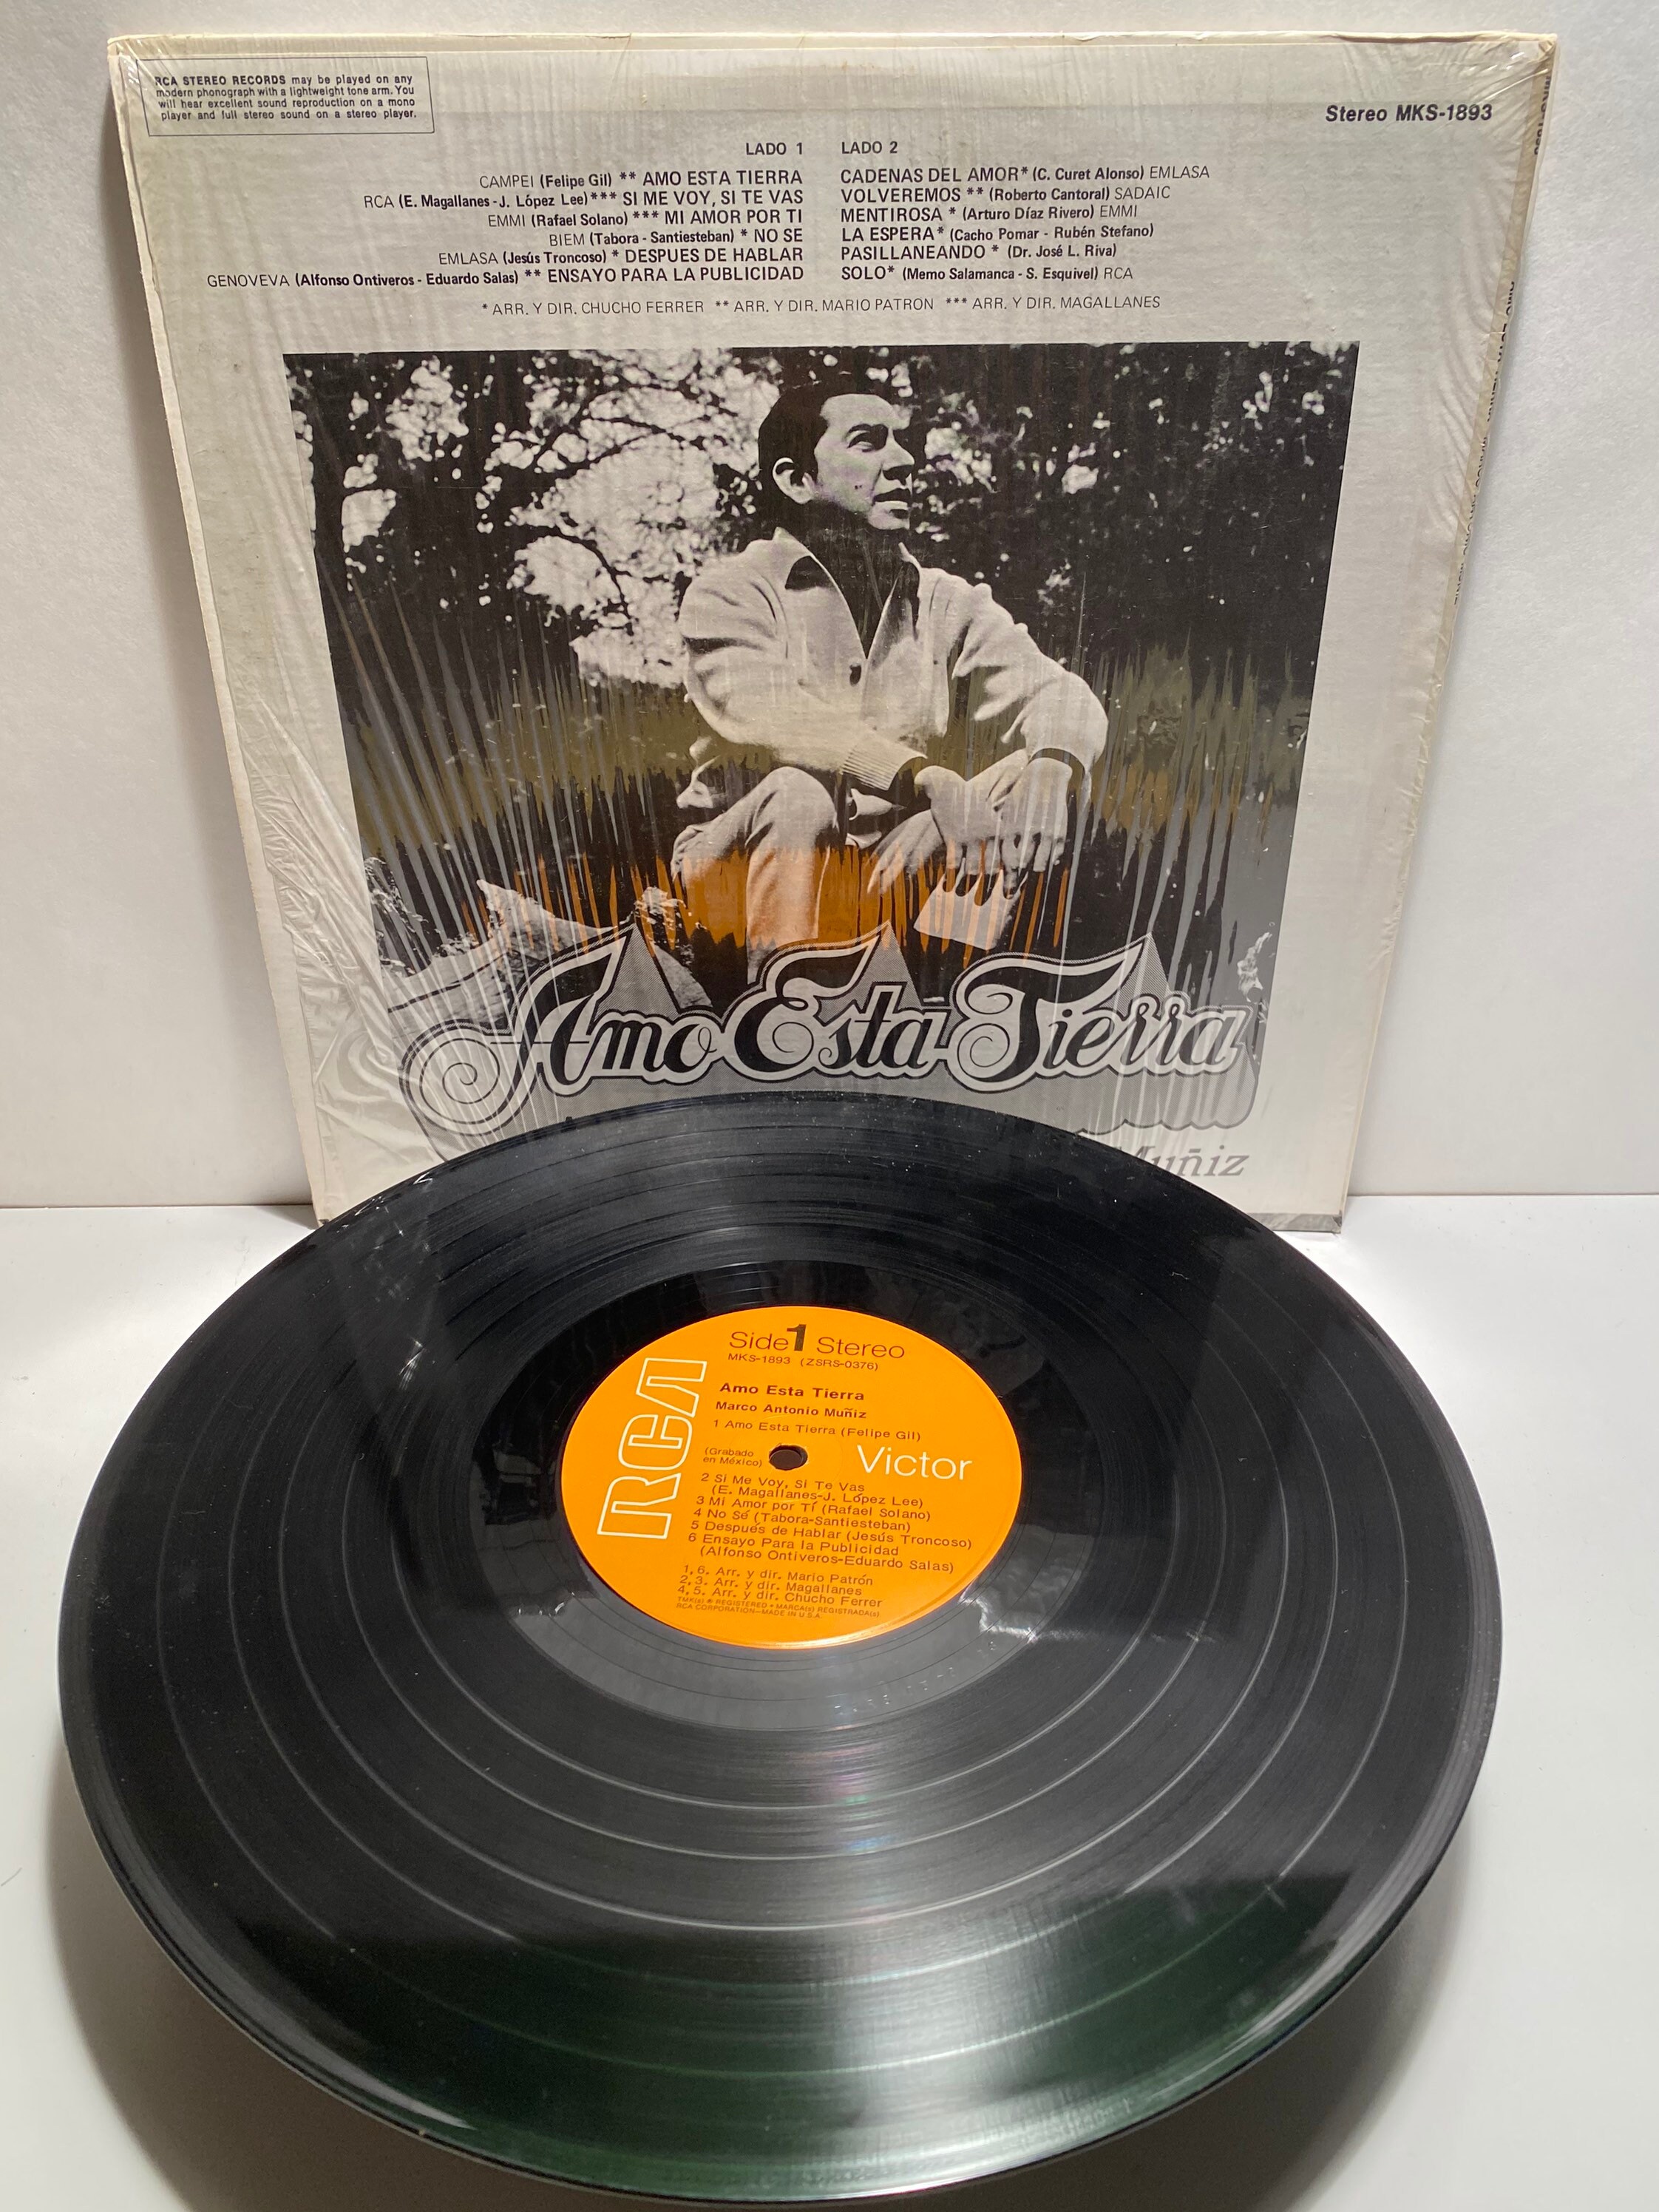 RCA STEREO RECORDS may be played on any
modern phonograph with a lightweight tone arm. You
will hear excellent sound reproduction on a mono
player and full stereo sound on a stereo player.
Stereo MKS-1893
LADO 1
CAMPEI (Felipe Gil) ** AMO ESTA TIERRA
RCA (E. Magallanes - J. López Lee) *** SI ME VOY, SI TE VAS
EMMI (Rafael Solano) *** MI AMOR POR TI
BIEM (Tabora - Santiesteban) * NO SE
EMLASA (Jesús Troncoso) * DESPUES DE HABLAR
GENOVEVA (Alfonso Ontiveros - Eduardo Salas) ** ENSAYO PARA LA PUBLICIDAD
LADO 2
CADENAS DEL AMOR* (C. Curet Alonso) EMLASA
VOLVEREMOS ** (Roberto Cantoral) SADAIC
MENTIROSA * (Arturo Díaz Rivero) EMMI
LA ESPERA* (Cacho Pomar - Rubén Stefano)
PASILLANEANDO * (Dr. José L. Riva)
SOLO* (Memo Salamanca - S. Esquivel) RCA
* ARR. Y DIR. CHUCHO FERRER ** ARR. Y DIR. MARIO PATRON *** ARR. Y DIR. MAGALLANES
Amo Esta Tierra
Muñiz
Side 1 Stereo
MKS-1893 (ZSRS-0376)
RCA
Amo Esta Tierra
Marco Antonio Muñiz
1 Amo Esta Tierra (Felipe Gil)
(Grabado
en México)
Victor
2 Si Me Voy, Si Te Vas
(E. Magallanes-J. López Lee)
3 Mi Amor por Tí (Rafael Solano)
4 No Sé (Tabora-Santiesteban)
5 Después de Hablar (Jesús Troncoso)
6 Ensayo Para la Publicidad
(Alfonso Ontiveros-Eduardo Salas)
1, 6. Arr. y dir. Mario Patrón
2, 3. Arr. y dir. Magallanes
4, 5. Arr. y dir. Chucho Ferrer
TMK(s) ® REGISTERED • MARCA(s) REGISTRADA(s)
RCA CORPORATION—MADE IN U.S.A.